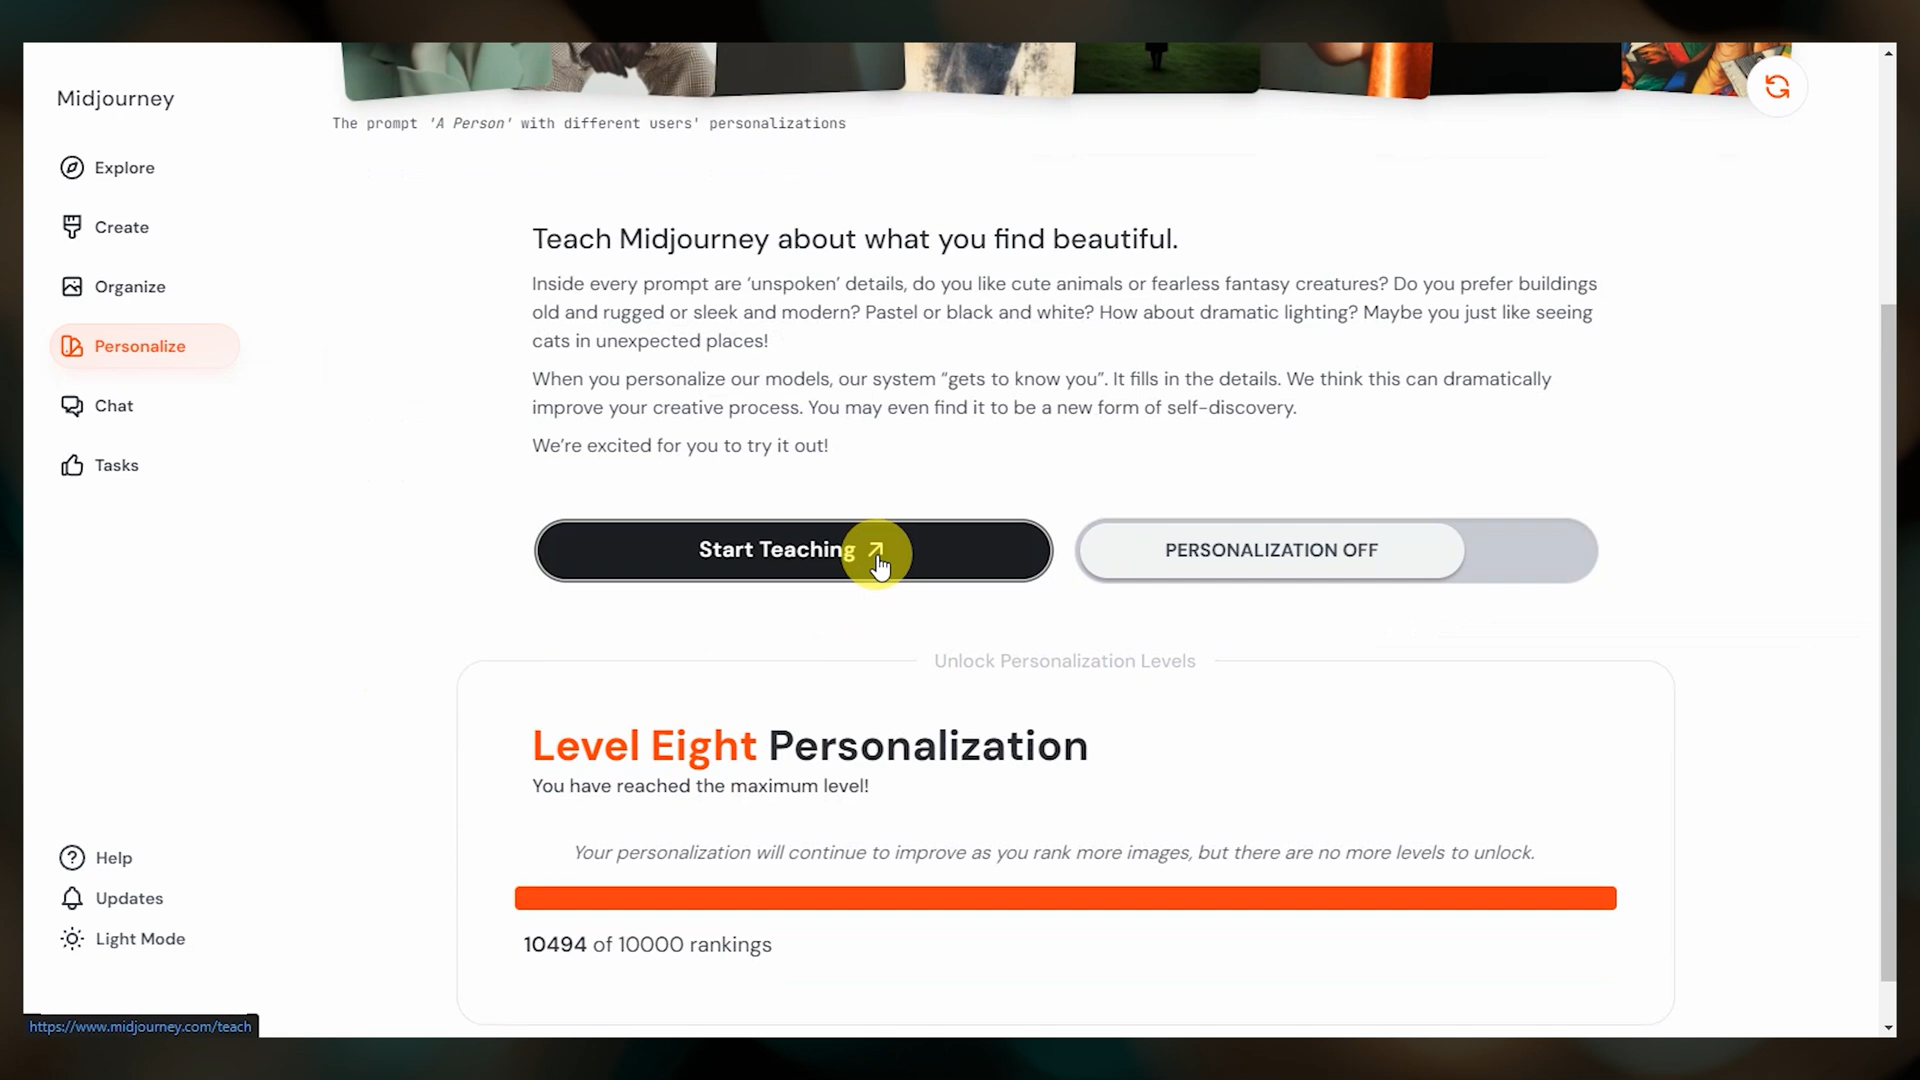 Midjourney
Explore
Create
Organize
Personalize
Chat
Tasks
Help
Updates
Light Mode
The prompt 'A Person' with different users' personalizations
Teach Midjourney about what you find beautiful.
Inside every prompt are ‘unspoken’ details, do you like cute animals or fearless fantasy creatures? Do you prefer buildings
old and rugged or sleek and modern? Pastel or black and white? How about dramatic lighting? Maybe you just like seeing
cats in unexpected places!
When you personalize our models, our system “gets to know you”. It fills in the details. We think this can dramatically
improve your creative process. You may even find it to be a new form of self-discovery.
We’re excited for you to try it out!
Start Teaching
PERSONALIZATION OFF
Unlock Personalization Levels
Level Eight Personalization
You have reached the maximum level!
Your personalization will continue to improve as you rank more images, but there are no more levels to unlock.
10494 of 10000 rankings
https://www.midjourney.com/teach